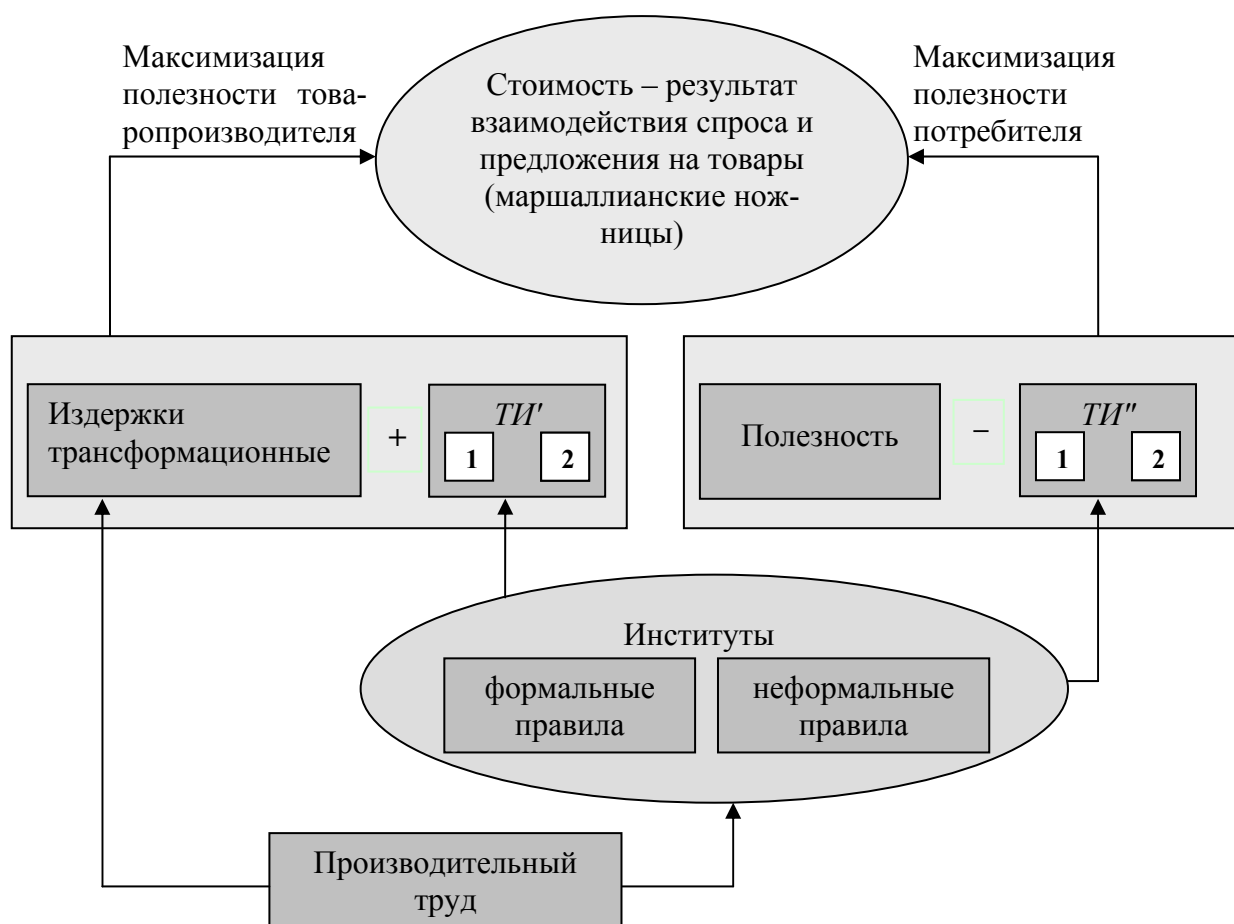 Максимизация
полезности това-
ропроизводителя
Стоимость – результат
взаимодействия спроса и
предложения на товары
(маршаллианские нож-
ницы)
Максимизация
полезности
потребителя
Издержки
трансформационные
+
ТИ'
1 2
Полезность
–
ТИ"
1 2
Институты
формальные
правила
неформальные
правила
Производительный
труд